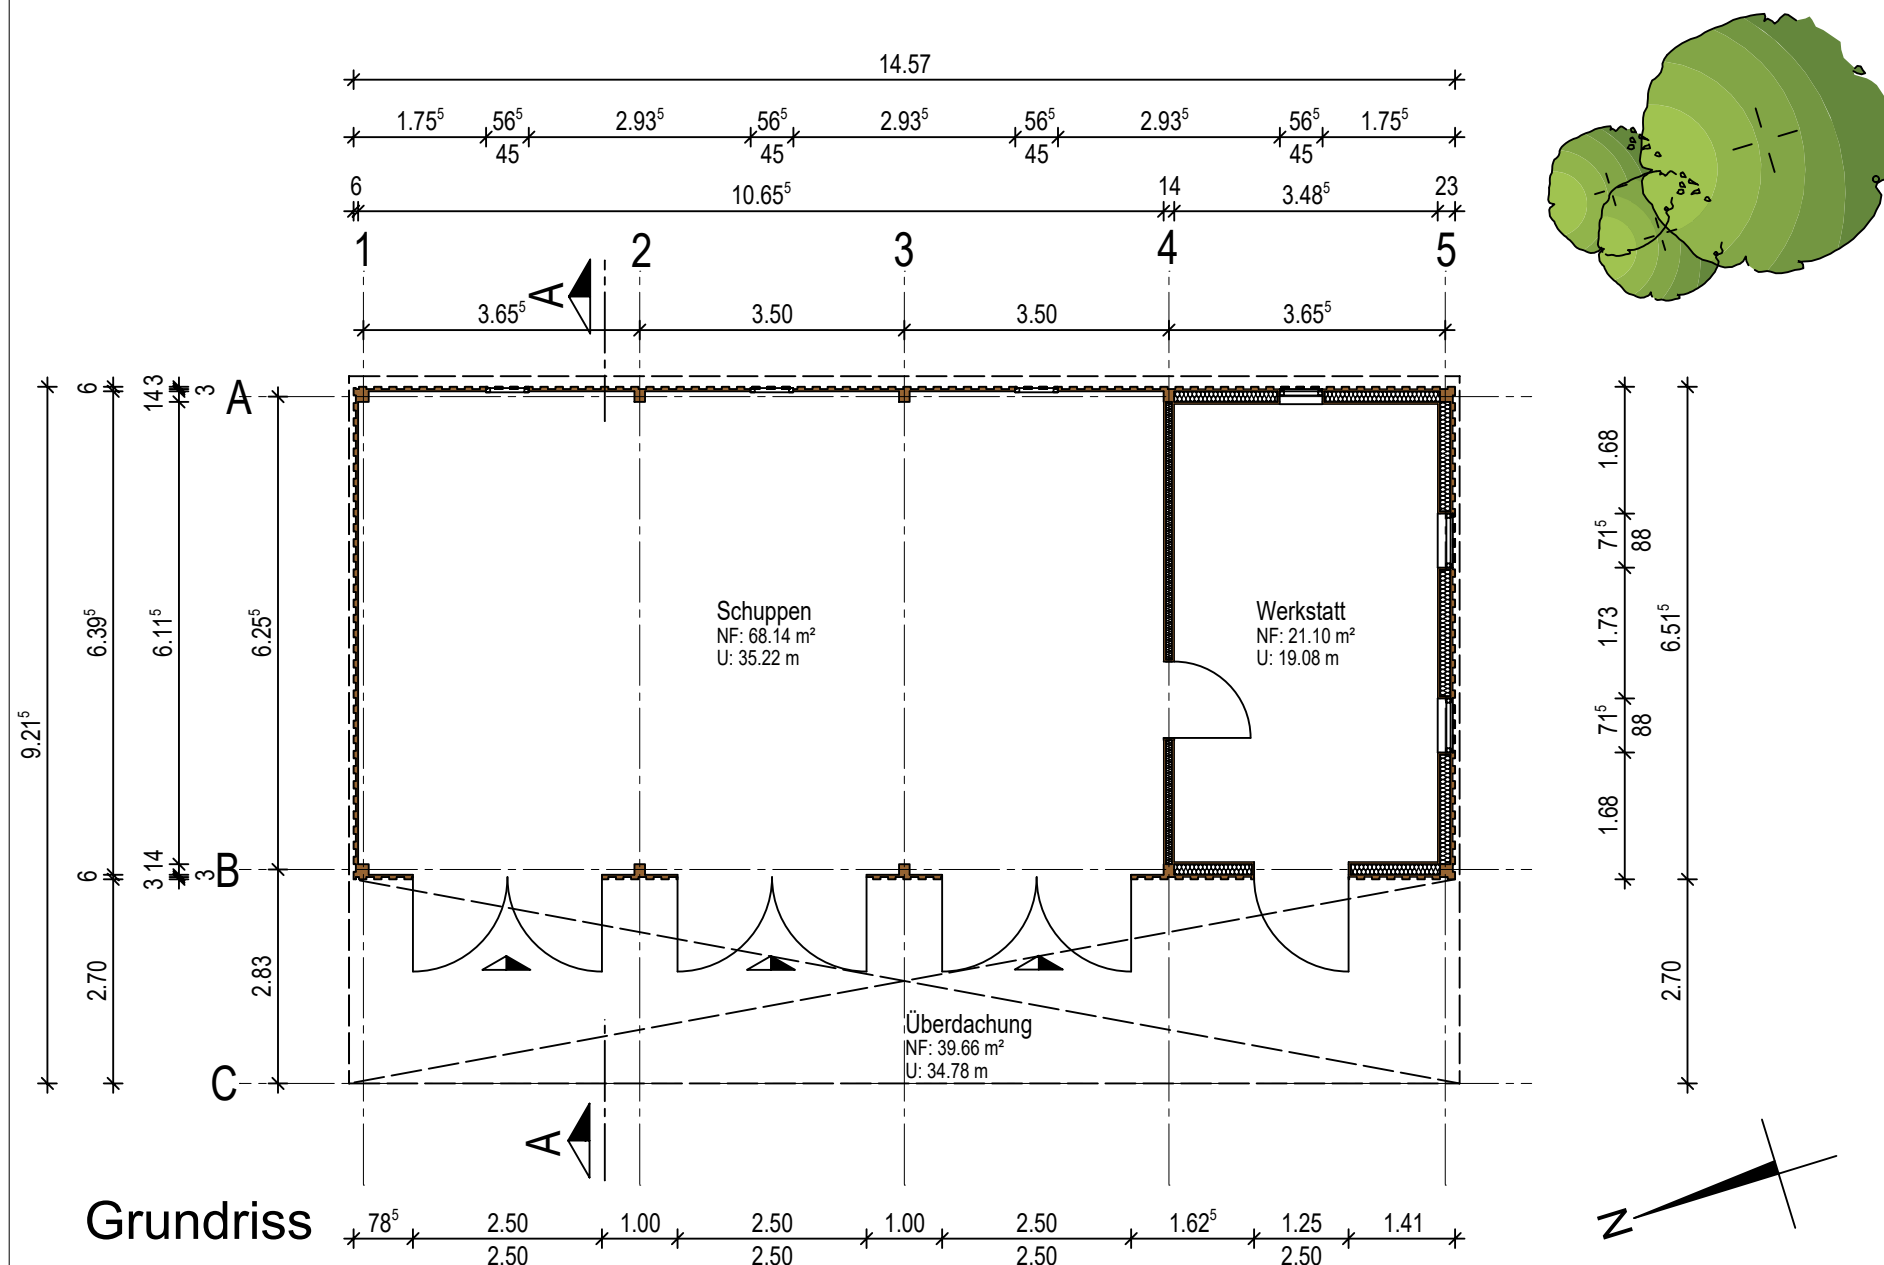 14.57
1.75⁵ 56⁵ 2.93⁵ 56⁵ 2.93⁵ 56⁵ 2.93⁵ 56⁵ 1.75⁵
45 45 45 45
6 10.65⁵ 14 3.48⁵ 23
1 2 3 4 5
A
3.65⁵ 3.50 3.50 3.65⁵
6 14 3 3 A
9.21⁵
6.39⁵
6.11⁵
6.25⁵
6 3 14 3 B
2.70
2.83
C
Schuppen
NF: 68.14 m²
U: 35.22 m
Werkstatt
NF: 21.10 m²
U: 19.08 m
Überdachung
NF: 39.66 m²
U: 34.78 m
1.68
71⁵
88
1.73
71⁵
88
1.68
6.51⁵
2.70
A
N
Grundriss
78⁵ 2.50 1.00 2.50 1.00 2.50 1.62⁵ 1.25 1.41
2.50 2.50 2.50 2.50